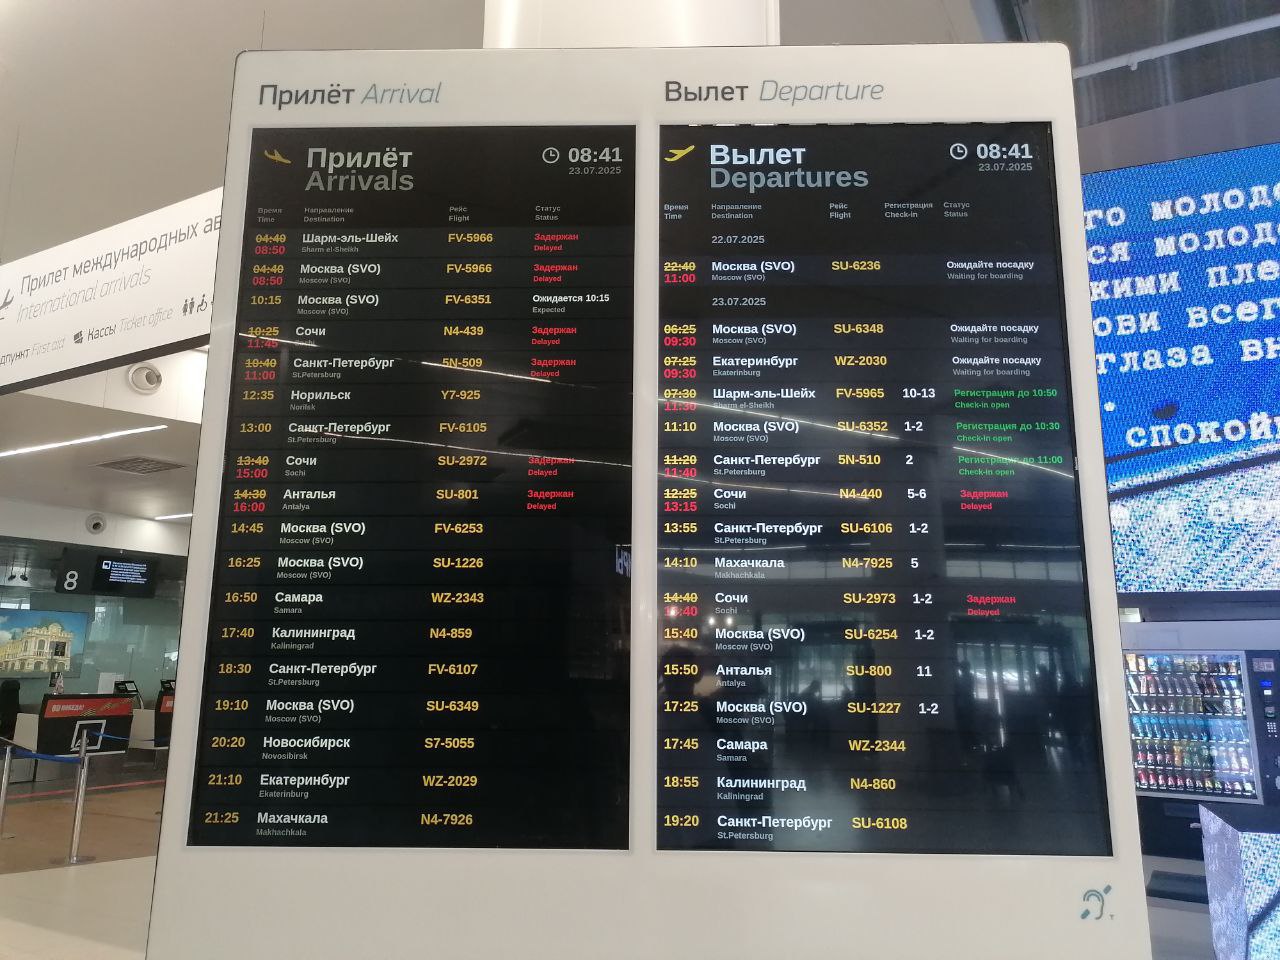 Прилёт Arrival
Вылет Departure
Прилёт
Arrivals
08:41
23.07.2025
Время Направление Рейс Статус
Time Destination Flight Status
04:40 Шарм-эль-Шейх FV-5966 Задержан
08:50 Sharm el-Sheikh Delayed
04:40 Москва (SVO) FV-5966 Задержан
08:50 Moscow (SVO) Delayed
10:15 Москва (SVO) FV-6351 Ожидается 10:15
Moscow (SVO) Expected
10:25 Сочи N4-439 Задержан
11:45 Sochi Delayed
10:40 Санкт-Петербург 5N-509 Задержан
11:00 St.Petersburg Delayed
12:35 Норильск Y7-925
Norilsk
13:00 Санкт-Петербург FV-6105
St.Petersburg
13:40 Сочи SU-2972 Задержан
15:00 Sochi Delayed
14:30 Анталья SU-801 Задержан
16:00 Antalya Delayed
14:45 Москва (SVO) FV-6253
Moscow (SVO)
16:25 Москва (SVO) SU-1226
Moscow (SVO)
16:50 Самара WZ-2343
Samara
17:40 Калининград N4-859
Kaliningrad
18:30 Санкт-Петербург FV-6107
St.Petersburg
19:10 Москва (SVO) SU-6349
Moscow (SVO)
20:20 Новосибирск S7-5055
Novosibirsk
21:10 Екатеринбург WZ-2029
Ekaterinburg
21:25 Махачкала N4-7926
Makhachkala
Вылет
Departures
08:41
23.07.2025
Время Направление Рейс Регистрация Статус
Time Destination Flight Check-in Status
22.07.2025
22:40 Москва (SVO) SU-6236 Ожидайте посадку
11:00 Moscow (SVO) Waiting for boarding
23.07.2025
06:25 Москва (SVO) SU-6348 Ожидайте посадку
09:30 Moscow (SVO) Waiting for boarding
07:25 Екатеринбург WZ-2030 Ожидайте посадку
09:30 Ekaterinburg Waiting for boarding
07:30 Шарм-эль-Шейх FV-5965 10-13 Регистрация до 10:50
11:30 Sharm el-Sheikh Check-in open
11:10 Москва (SVO) SU-6352 1-2 Регистрация до 10:30
Moscow (SVO) Check-in open
11:20 Санкт-Петербург 5N-510 2 Регистрация до 11:00
11:40 St.Petersburg Check-in open
12:25 Сочи N4-440 5-6 Задержан
13:15 Sochi Delayed
13:55 Санкт-Петербург SU-6106 1-2
St.Petersburg
14:10 Махачкала N4-7925 5
Makhachkala
14:40 Сочи SU-2973 1-2 Задержан
Sochi Delayed
15:40 Москва (SVO) SU-6254 1-2
Moscow (SVO)
15:50 Анталья SU-800 11
Antalya
17:25 Москва (SVO) SU-1227 1-2
Moscow (SVO)
17:45 Самара WZ-2344
Samara
18:55 Калининград N4-860
Kaliningrad
19:20 Санкт-Петербург SU-6108
St.Petersburg
T
Прилет международных ав
International arrivals
First aid Кассы Ticket office
8
ПОБЕДА!
го молод
ся молод
кими пле
ови всег
глаза вн
спокой